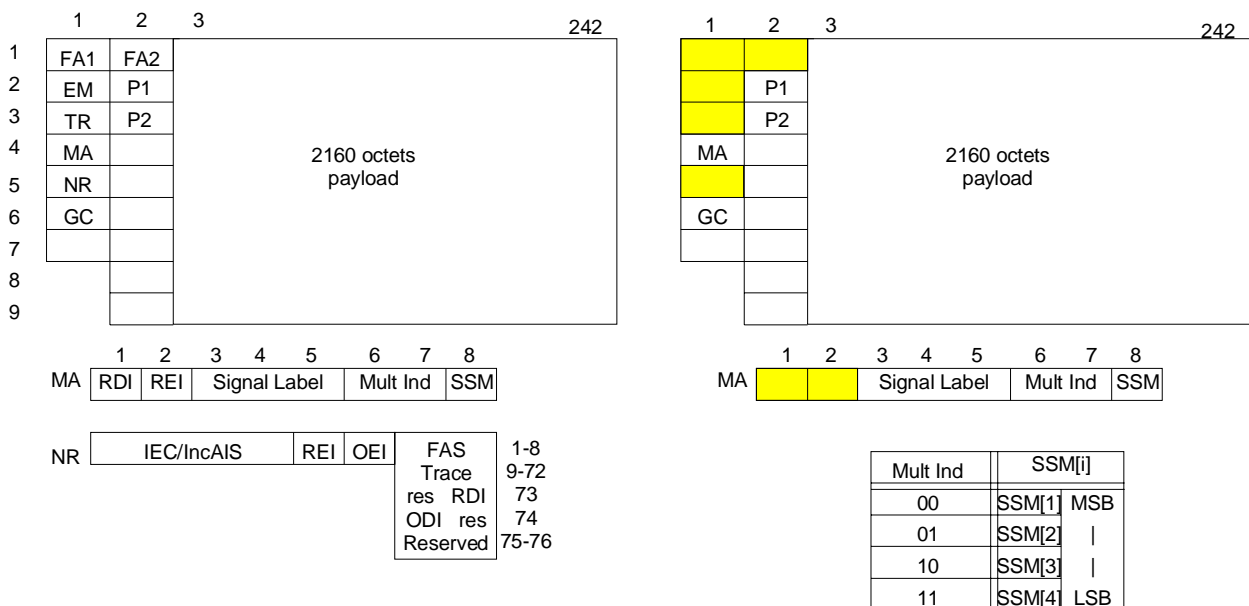 1 2 3 242
1 FA1 FA2
2 EM P1
3 TR P2
4 MA
5 NR
6 GC
7
8
9
2160 octets
payload
1 2 3 4 5 6 7 8
MA RDI REI Signal Label Mult Ind SSM
NR IEC/IncAIS REI OEI FAS 1-8
Trace 9-72
res RDI 73
ODI res 74
Reserved 75-76
1 2 3 242
P1
P2
MA
GC
2160 octets
payload
1 2 3 4 5 6 7 8
MA Signal Label Mult Ind SSM
Mult Ind SSM[i]
00 SSM[1] MSB
01 SSM[2] |
10 SSM[3] |
11 SSM[4] LSB